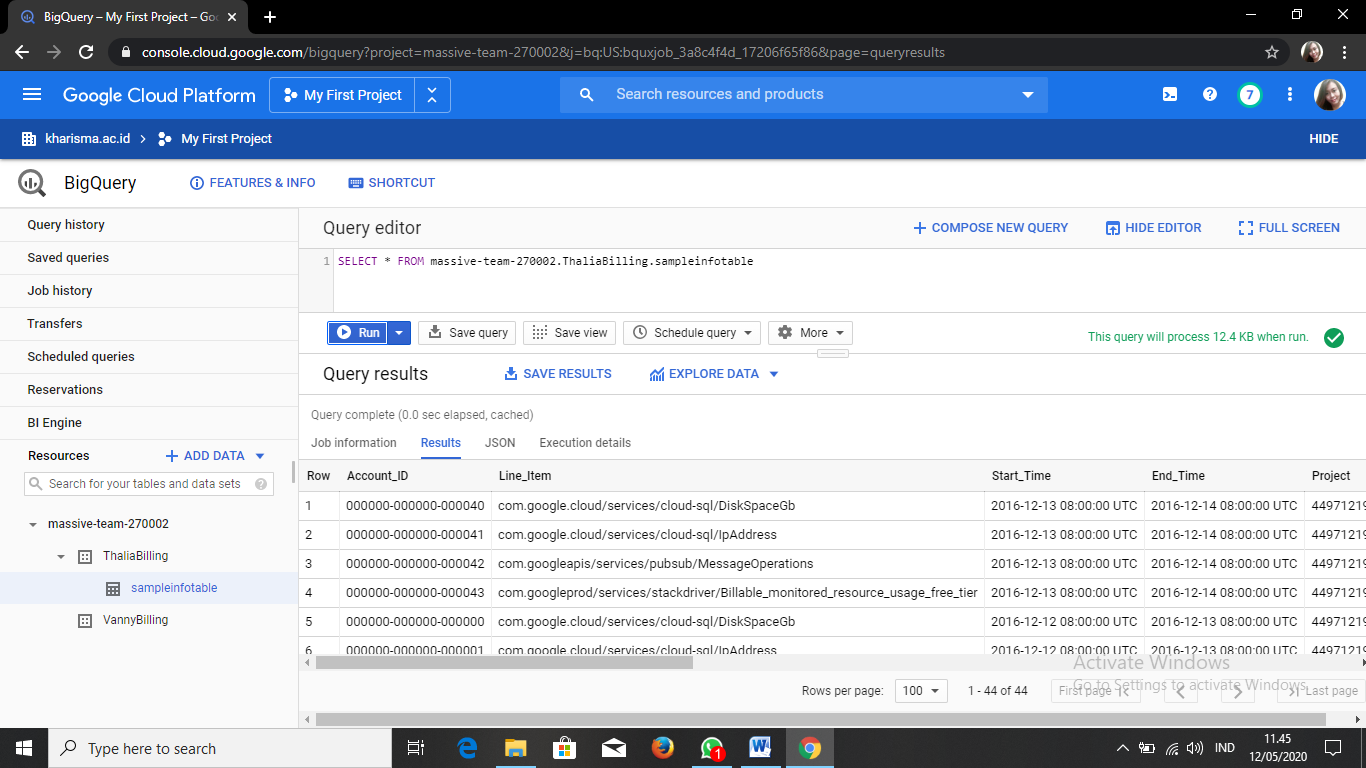 BigQuery – My First Project – Goo
console.cloud.google.com/bigquery?project=massive-team-270002&j=bq:US:bquxjob_3a8c4f4d_17206f65f86&page=queryresults
Google Cloud Platform
My First Project
Search resources and products
7
kharisma.ac.id
My First Project
HIDE
BigQuery
FEATURES & INFO
SHORTCUT
Query history
Saved queries
Job history
Transfers
Scheduled queries
Reservations
BI Engine
Resources
ADD DATA
Search for your tables and data sets
massive-team-270002
ThaliaBilling
sampleinfotable
VannyBilling
Query editor
COMPOSE NEW QUERY
HIDE EDITOR
FULL SCREEN
1 SELECT * FROM massive-team-270002.ThaliaBilling.sampleinfotable
Run
Save query
Save view
Schedule query
More
This query will process 12.4 KB when run.
Query results
SAVE RESULTS
EXPLORE DATA
Query complete (0.0 sec elapsed, cached)
Job information Results JSON Execution details
Row Account_ID Line_Item Start_Time End_Time Project
1 000000-000000-000040 com.google.cloud/services/cloud-sql/DiskSpaceGb 2016-12-13 08:00:00 UTC 2016-12-14 08:00:00 UTC 44971219
2 000000-000000-000041 com.google.cloud/services/cloud-sql/IpAddress 2016-12-13 08:00:00 UTC 2016-12-14 08:00:00 UTC 44971219
3 000000-000000-000042 com.googleapis/services/pubsub/MessageOperations 2016-12-13 08:00:00 UTC 2016-12-14 08:00:00 UTC 44971219
4 000000-000000-000043 com.googleprod/services/stackdriver/Billable_monitored_resource_usage_free_tier 2016-12-13 08:00:00 UTC 2016-12-14 08:00:00 UTC 44971219
5 000000-000000-000000 com.google.cloud/services/cloud-sql/DiskSpaceGb 2016-12-12 08:00:00 UTC 2016-12-13 08:00:00 UTC 44971219
6 000000-000000-000001 com.google.cloud/services/cloud-sql/IpAddress 2016-12-12 08:00:00 UTC 2016-12-13 08:00:00 UTC 44971219
Activate Windows
Go to Settings to activate Windows.
Rows per page: 100 1 - 44 of 44 First page Last page
Type here to search
1
IND
11.45
12/05/2020